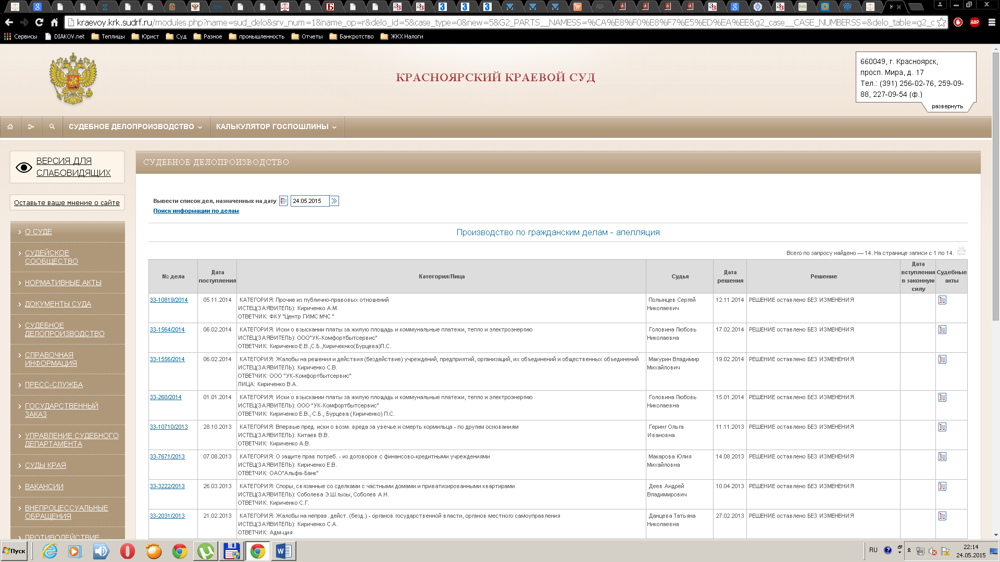 kraevoy.krk.sudrf.ru/modules.php?name=sud_delo&srv_num=1&name_op=r&delo_id=5&case_type=0&new=5&G2_PARTS__NAMESS=%CA%E8%F0%E8%F7%E5%ED%EA%EE&g2_case__CASE_NUMBERSS=&delo_table=g2_c
Сервисы DIAKOV.net Теплицы Юрист Суд Разное промышленность Отчеты Банкротство ЖКХ Налоги
КРАСНОЯРСКИЙ КРАЕВОЙ СУД
660049, г. Красноярск,
просп. Мира, д. 17
Тел.: (391) 256-02-76, 259-09-
88, 227-09-54 (ф.)
развернуть
СУДЕБНОЕ ДЕЛОПРОИЗВОДСТВО КАЛЬКУЛЯТОР ГОСПОШЛИНЫ
ВЕРСИЯ ДЛЯ
СЛАБОВИДЯЩИХ
Оставьте ваше мнение о сайте
О СУДЕ
СУДЕЙСКОЕ
СООБЩЕСТВО
НОРМАТИВНЫЕ АКТЫ
ДОКУМЕНТЫ СУДА
СУДЕБНОЕ
ДЕЛОПРОИЗВОДСТВО
СПРАВОЧНАЯ
ИНФОРМАЦИЯ
ПРЕСС-СЛУЖБА
ГОСУДАРСТВЕННЫЙ
ЗАКАЗ
УПРАВЛЕНИЕ СУДЕБНОГО
ДЕПАРТАМЕНТА
СУДЫ КРАЯ
ВАКАНСИИ
ВНЕПРОЦЕССУАЛЬНЫЕ
ОБРАЩЕНИЯ
ПРОТИВОДЕЙСТВИЕ
СУДЕБНОЕ ДЕЛОПРОИЗВОДСТВО
Вывести список дел, назначенных на дату 24.05.2015
Поиск информации по делам
Производство по гражданским делам - апелляция
Всего по запросу найдено — 14. На странице записи с 1 по 14.
№ дела
Дата
поступления
Категория/Лица
Судья
Дата
решения
Решение
Дата
вступления
в законную
силу
Судебные
акты
33-10819/2014 05.11.2014 КАТЕГОРИЯ: Прочие из публично-правовых отношений Полынцев Сергей 12.11.2014 РЕШЕНИЕ оставлено БЕЗ ИЗМЕНЕНИЯ
ИСТЕЦ(ЗАЯВИТЕЛЬ): Кириченко А.М. Николаевич
ОТВЕТЧИК: ФКУ "Центр ГИМС МЧС "
33-1564/2014 06.02.2014 КАТЕГОРИЯ: Иски о взыскании платы за жилую площадь и коммунальные платежи, тепло и электроэнергию Головина Любовь 17.02.2014 РЕШЕНИЕ оставлено БЕЗ ИЗМЕНЕНИЯ
ИСТЕЦ(ЗАЯВИТЕЛЬ): ООО"УК-Комфортбытсервис" Николаевна
ОТВЕТЧИК: Кириченко Е.В.,С.Б.,Киричекнко(Бурцева)П.С.
33-1556/2014 06.02.2014 КАТЕГОРИЯ: Жалобы на решения и действия (бездействие) учреждений, предприятий, организаций, их объединений и общественных объединений Макурин Владимир 19.02.2014 РЕШЕНИЕ оставлено БЕЗ ИЗМЕНЕНИЯ
ИСТЕЦ(ЗАЯВИТЕЛЬ): Кириченко С.В. Михайлович
ОТВЕТЧИК: ООО "УК-Комфортбытсервис"
ЛИЦА: Кириченко В.А.
33-260/2014 01.01.2014 КАТЕГОРИЯ: Иски о взыскании платы за жилую площадь и коммунальные платежи, тепло и электроэнергию Головина Любовь 15.01.2014 РЕШЕНИЕ оставлено БЕЗ ИЗМЕНЕНИЯ
ИСТЕЦ(ЗАЯВИТЕЛЬ): ООО "УК-Комфортбытсервис" Николаевна
ОТВЕТЧИК: Кириченко Е.В., С.Б., Бурцева (Кириченко) П.С.
33-10710/2013 28.10.2013 КАТЕГОРИЯ: Впервые пред. иски о возм. вреда за увечье и смерть кормильца - по другим основаниям Геринг Ольга 11.11.2013 РЕШЕНИЕ оставлено БЕЗ ИЗМЕНЕНИЯ
ИСТЕЦ(ЗАЯВИТЕЛЬ): Китаев В.В. Ивановна
ОТВЕТЧИК: Кириченко А.В.
33-7671/2013 07.08.2013 КАТЕГОРИЯ: О защите прав потреб. - из договоров с финансово-кредитными учреждениями Макарова Юлия 14.08.2013 РЕШЕНИЕ оставлено БЕЗ ИЗМЕНЕНИЯ
ИСТЕЦ(ЗАЯВИТЕЛЬ): Кириченко Е.В. Михайловна
ОТВЕТЧИК: ОАО"Альфа-Банк"
33-3222/2013 26.03.2013 КАТЕГОРИЯ: Споры, связанные со сделками с частными домами и приватизированными квартирами Деев Андрей 10.04.2013 РЕШЕНИЕ оставлено БЕЗ ИЗМЕНЕНИЯ
ИСТЕЦ(ЗАЯВИТЕЛЬ): Соболева Э.Ш.гызы, Соболев А.Н. Владимирович
ОТВЕТЧИК: Кириченко С.Г.
33-2031/2013 21.02.2013 КАТЕГОРИЯ: Жалобы на неправ. дейст. (безд.) - органов государственной власти, органов местного самоуправления Данцева Татьяна 27.02.2013 РЕШЕНИЕ оставлено БЕЗ ИЗМЕНЕНИЯ
ИСТЕЦ(ЗАЯВИТЕЛЬ): Кириченко С.А. Николаевна
ОТВЕТЧИК: Адм-ция
Пуск RU 22:14
24.05.2015